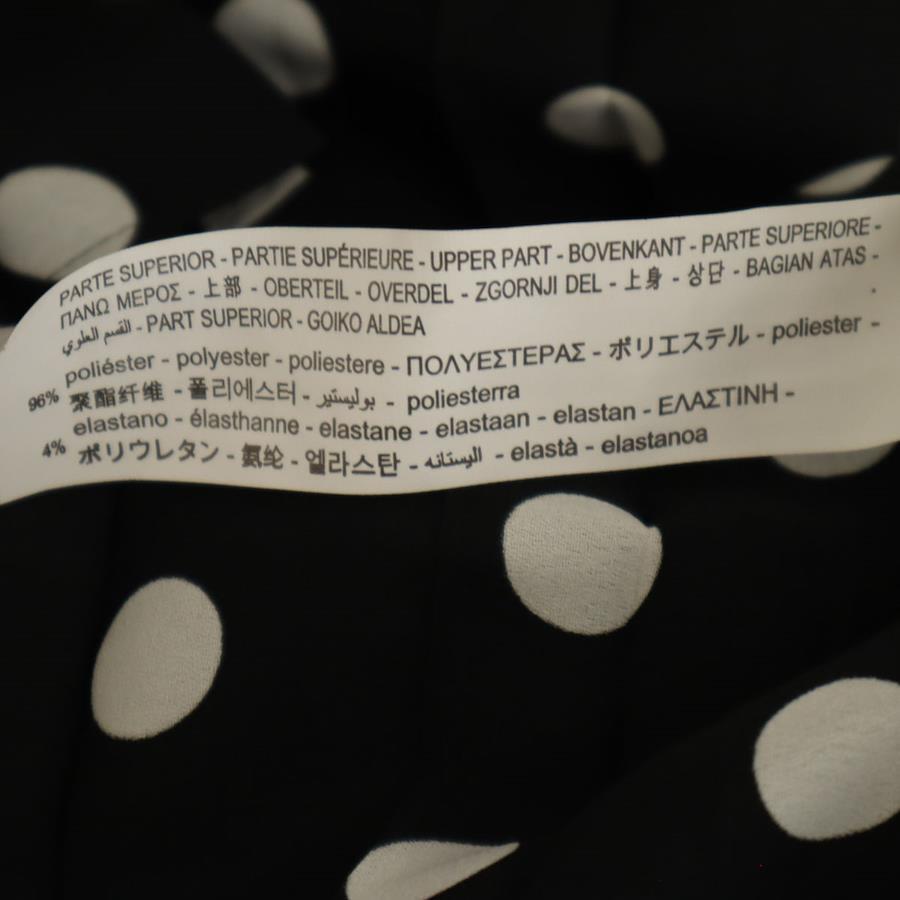 PARTE SUPERIOR - PARTIE SUPÉRIEURE - UPPER PART - BOVENKANT - PARTE SUPERIORE -
ΠΑΝΩ ΜΕΡΟΣ - 上部 - OBERTEIL - OVERDEL - ZGORNJI DEL - 上身 - 상단 - BAGIAN ATAS -
القسم العلوي - PART SUPERIOR - GOIKO ALDEA
96% poliéster - polyester - poliestere - ΠΟΛΥΕΣΤΕΡΑΣ - ポリエステル - poliester -
聚酯纤维 - 폴리에스터 - بوليستير - poliesterra
4% elastano - élasthanne - elastane - elastaan - elastan - ΕΛΑΣΤΙΝΗ -
ポリウレタン - 氨纶 - 엘라스탄 - اليستانه - elastà - elastanoa